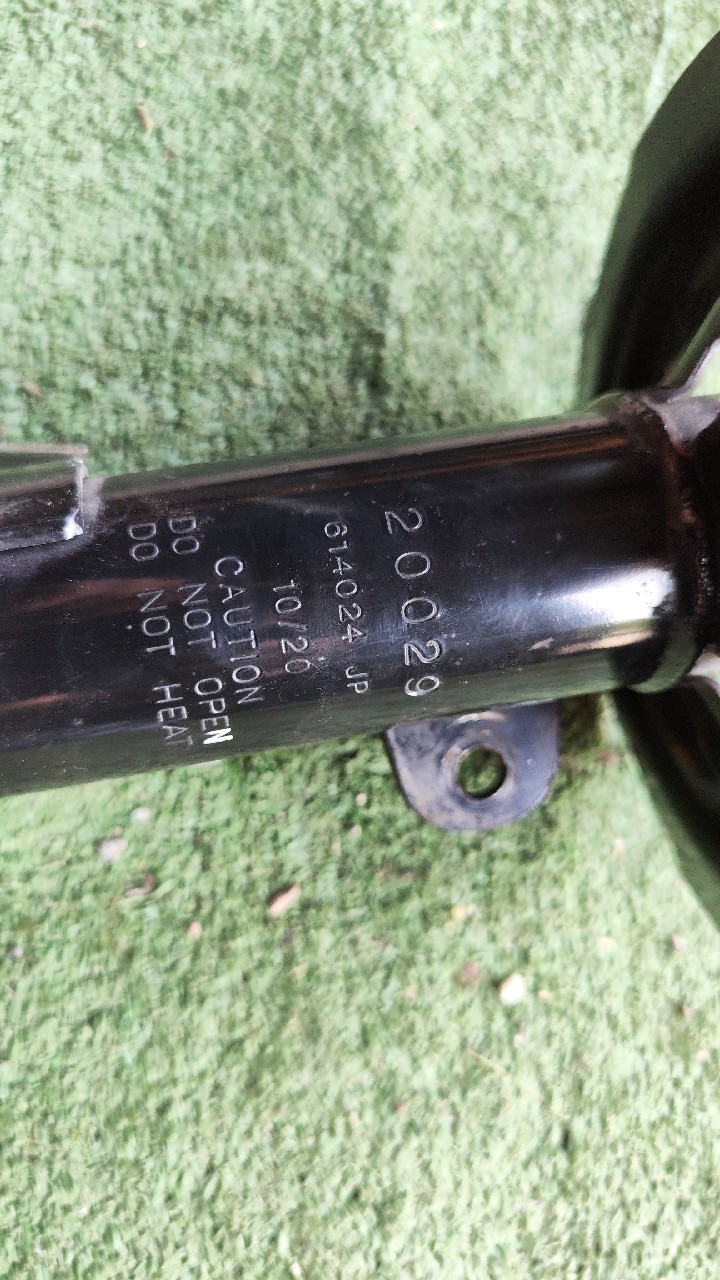 20029
614024 JP
10/20
CAUTION
DO NOT OPEN
DO NOT HEAT